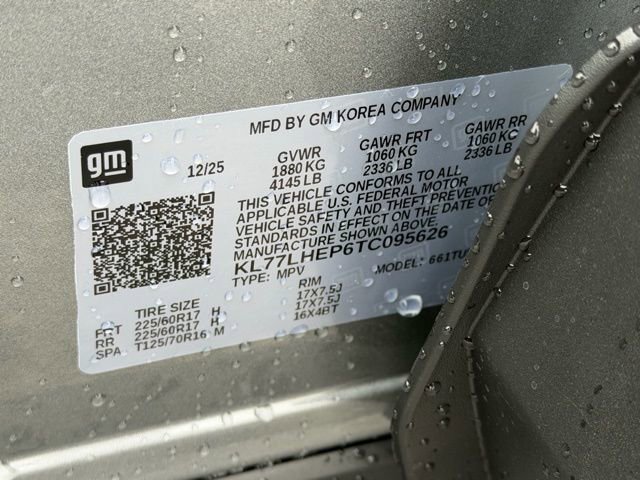 MFD BY GM KOREA COMPANY
gm
12/25
GVWR GAWR FRT GAWR RR
1880 KG 1060 KG 1060 KG
4145 LB 2336 LB 2336 LB
THIS VEHICLE CONFORMS TO ALL
APPLICABLE U.S. FEDERAL MOTOR
VEHICLE SAFETY AND THEFT PREVENTION
STANDARDS IN EFFECT ON THE DATE OF
MANUFACTURE SHOWN ABOVE.
KL77LHEP6TC095626
TYPE: MPV MODEL: 661TU
TIRE SIZE RIM
FRT 225/60R17 H 17X7.5J
RR 225/60R17 H 17X7.5J
SPA T125/70R16 M 16X4BT